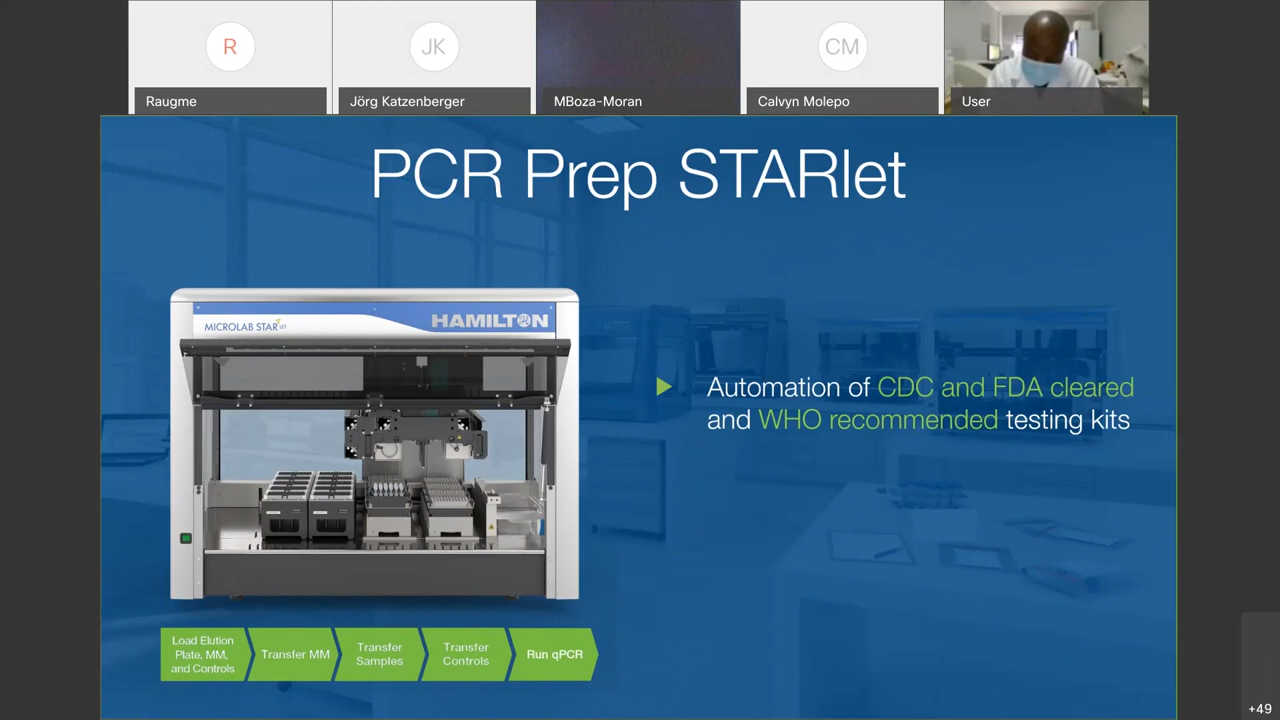 R
JK
CM
Raugme
Jörg Katzenberger
MBoza-Moran
Calvyn Molepo
User
PCR Prep STARlet
MICROLAB STAR LET
HAMILTON
Automation of CDC and FDA cleared
and WHO recommended testing kits
Load Elution
Plate, MM,
and Controls
Transfer MM
Transfer
Samples
Transfer
Controls
Run qPCR
+49